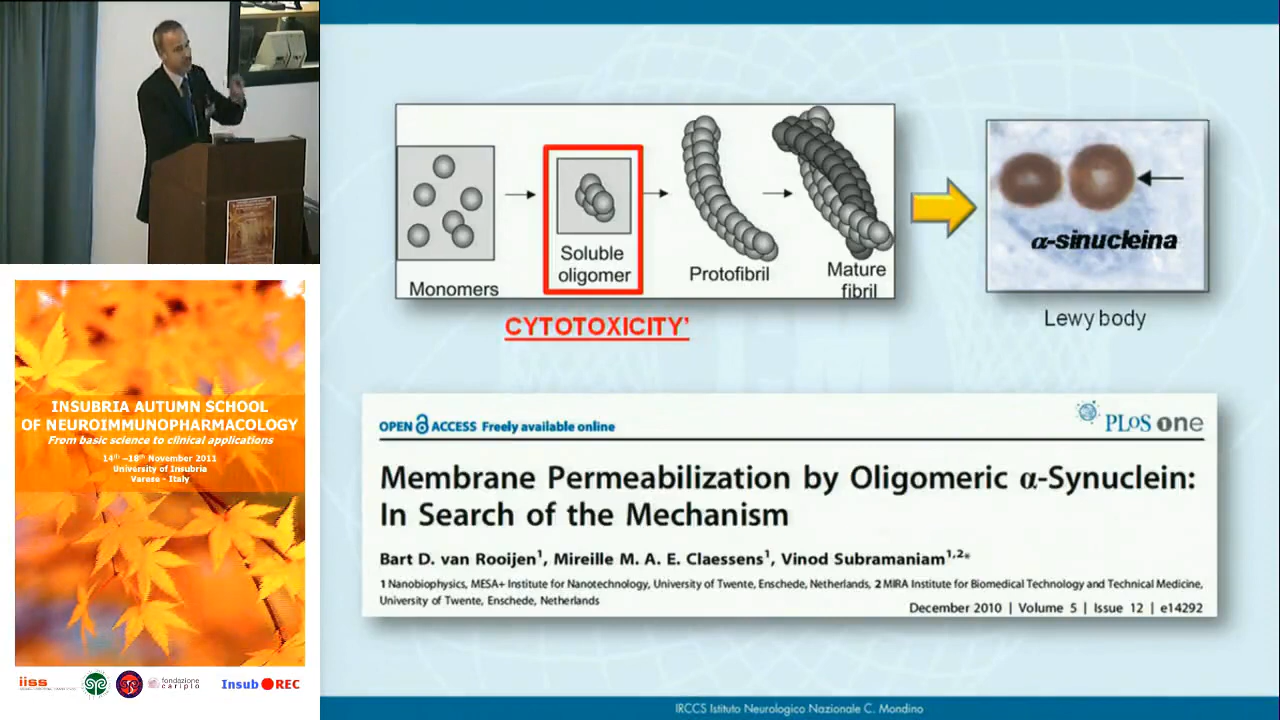 Monomers
Soluble
oligomer
Protofibril
Mature
fibril
α-sinucleina
Lewy body
CYTOTOXICITY'
OPEN ACCESS Freely available online
PLoS one
Membrane Permeabilization by Oligomeric α-Synuclein:
In Search of the Mechanism
Bart D. van Rooijen1, Mireille M. A. E. Claessens1, Vinod Subramaniam1,2*
1 Nanobiophysics, MESA+ Institute for Nanotechnology, University of Twente, Enschede, Netherlands, 2 MIRA Institute for Biomedical Technology and Technical Medicine,
University of Twente, Enschede, Netherlands
December 2010 | Volume 5 | Issue 12 | e14292
IRCCS Istituto Neurologico Nazionale C. Mondino
INSUBRIA AUTUMN SCHOOL
OF NEUROIMMUNOPHARMACOLOGY
From basic science to clinical applications
14th –18th November 2011
University of Insubria
Varese - Italy
iiss
fondazione
cariplo
Insub REC